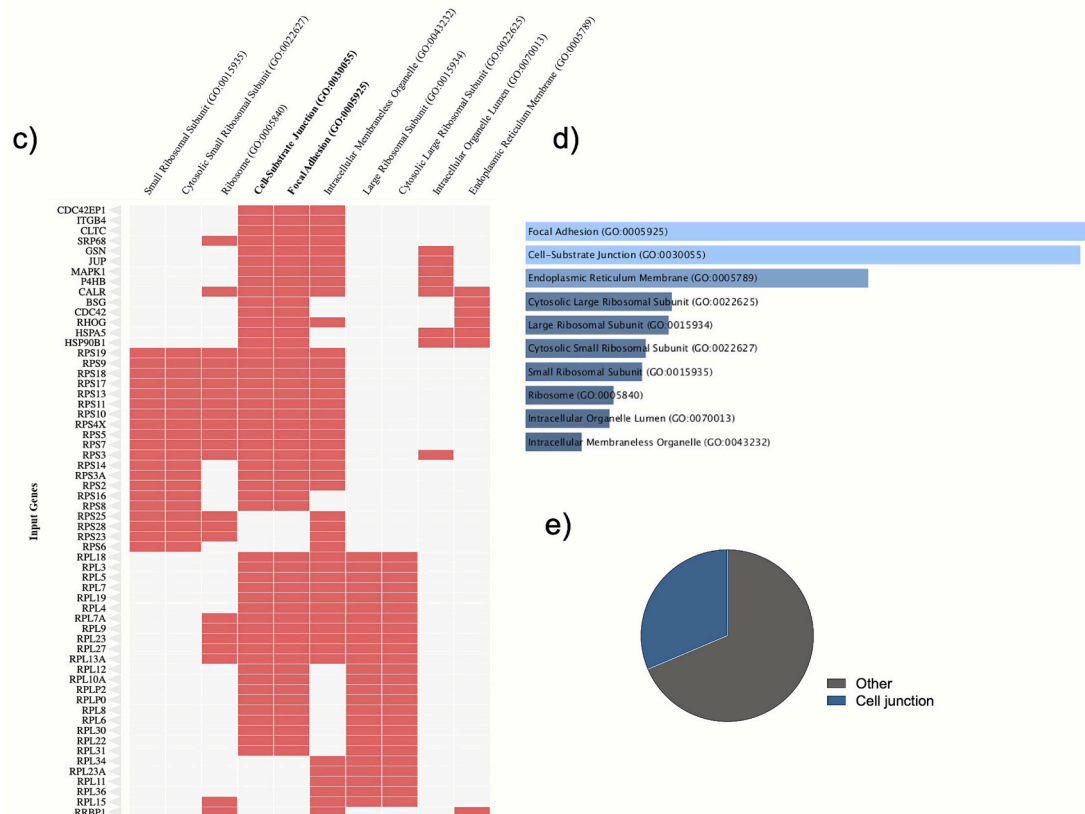 c)
Small Ribosomal Subunit (GO:0015935)
Cytosolic Small Ribosomal Subunit (GO:0022627)
Ribosome (GO:0005840)
Cell-Substrate Junction (GO:0030055)
Focal Adhesion (GO:0005925)
Intracellular Membraneless Organelle (GO:0043232)
Large Ribosomal Subunit (GO:0015934)
Cytosolic Large Ribosomal Subunit (GO:0022625)
Intracellular Organelle Lumen (GO:0070013)
Endoplasmic Reticulum Membrane (GO:0005789)
Input Genes
CDC42EP1
ITGB4
CLTC
SRP68
GSN
JUP
MAPK1
P4HB
CALR
BSG
CDC42
RHOG
HSPA5
HSP90B1
RPS19
RPS9
RPS18
RPS17
RPS13
RPS11
RPS10
RPS4X
RPS5
RPS7
RPS3
RPS14
RPS3A
RPS2
RPS16
RPS8
RPS25
RPS28
RPS23
RPS6
RPL18
RPL3
RPL5
RPL7
RPL19
RPL4
RPL7A
RPL9
RPL23
RPL27
RPL13A
RPL12
RPL10A
RPLP2
RPLP0
RPL8
RPL6
RPL30
RPL22
RPL31
RPL34
RPL23A
RPL11
RPL36
RPL15
RRBP1
d)
Focal Adhesion (GO:0005925)
Cell-Substrate Junction (GO:0030055)
Endoplasmic Reticulum Membrane (GO:0005789)
Cytosolic Large Ribosomal Subunit (GO:0022625)
Large Ribosomal Subunit (GO:0015934)
Cytosolic Small Ribosomal Subunit (GO:0022627)
Small Ribosomal Subunit (GO:0015935)
Ribosome (GO:0005840)
Intracellular Organelle Lumen (GO:0070013)
Intracellular Membraneless Organelle (GO:0043232)
e)
Other
Cell junction